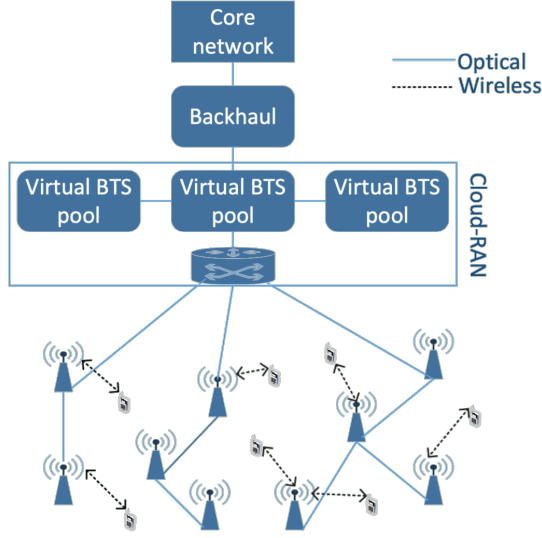 Core
network
Optical
Wireless
Backhaul
Virtual BTS
pool
Virtual BTS
pool
Virtual BTS
pool
Cloud-RAN